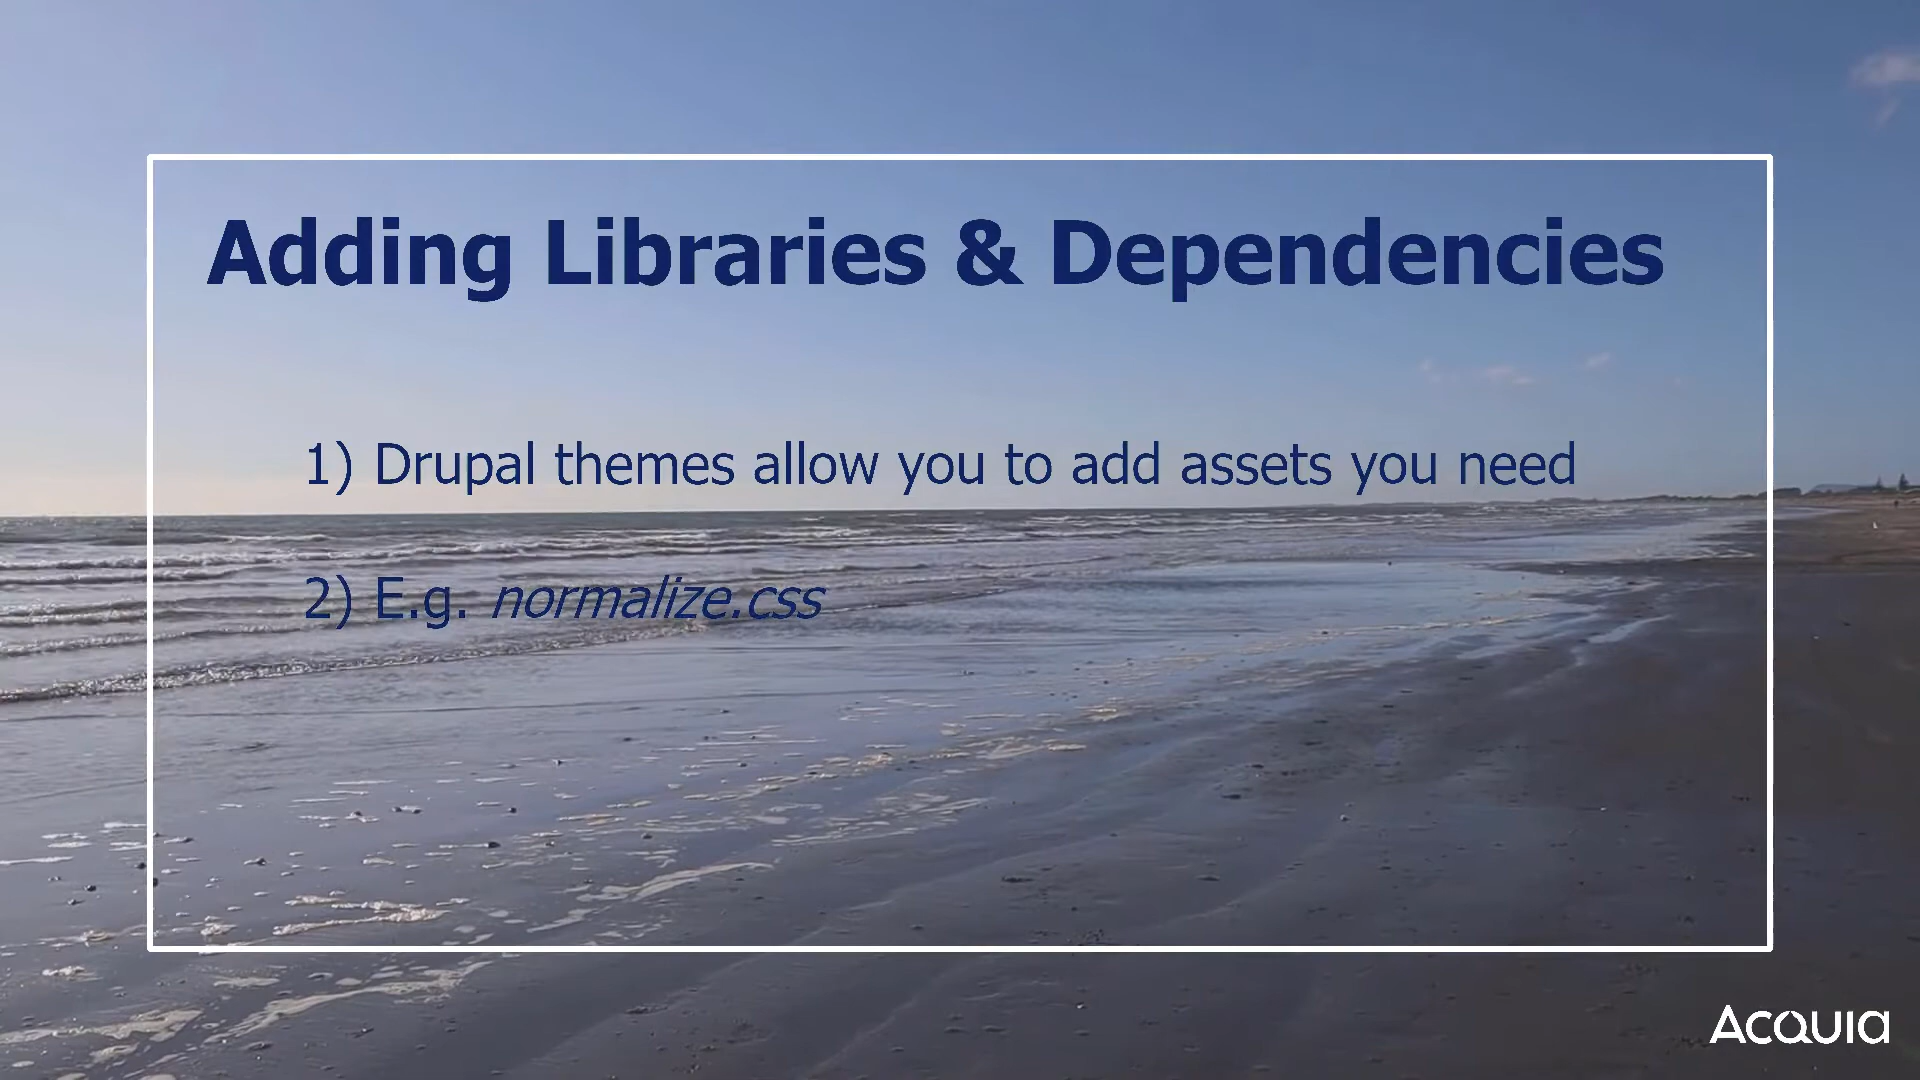 Adding Libraries & Dependencies
1) Drupal themes allow you to add assets you need
2) E.g. normalize.css
Acquia